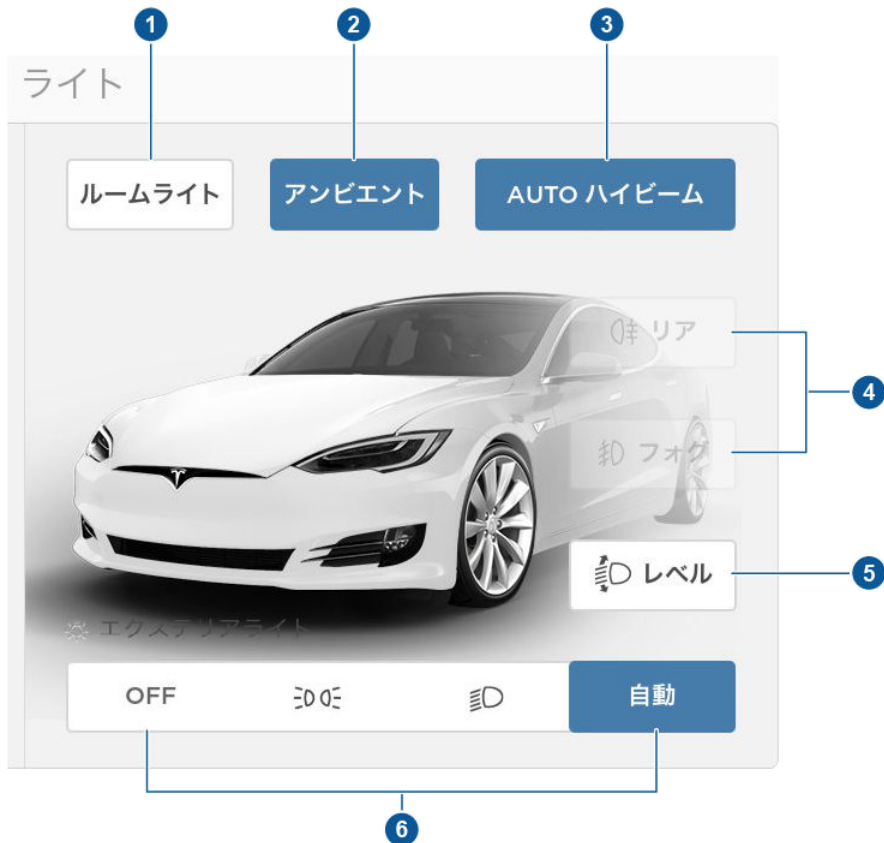 1 2 3
ライト
ルームライト アンビエント AUTO ハイビーム
リア
4
フォグ
レベル 5
エクステリアライト
OFF 自動
6